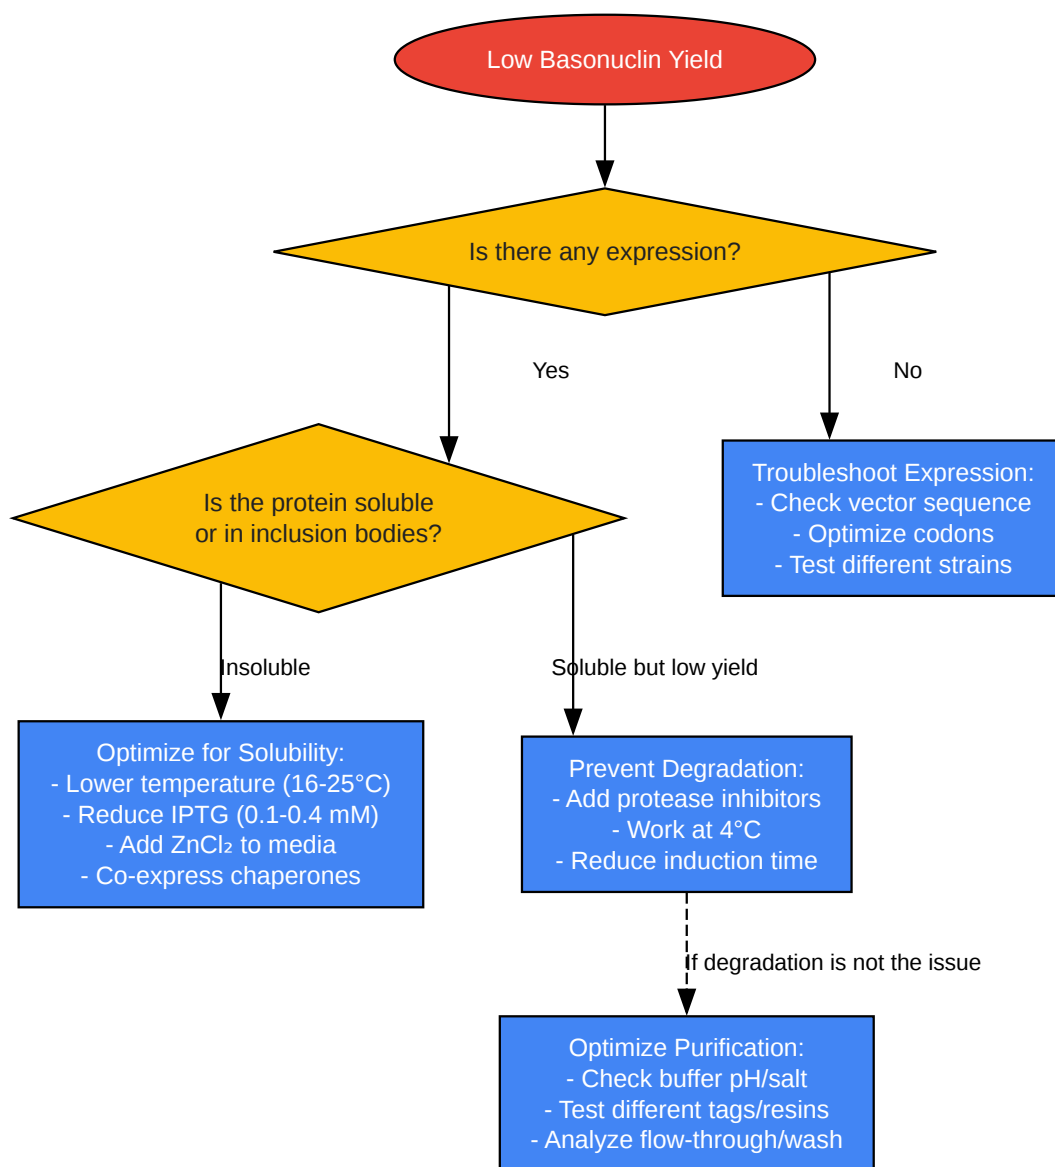 Low Basonuclin Yield
Is there any expression?
Yes
No
Is the protein soluble
or in inclusion bodies?
Troubleshoot Expression:
- Check vector sequence
- Optimize codons
- Test different strains
Insoluble
Soluble but low yield
Optimize for Solubility:
- Lower temperature (16-25°C)
- Reduce IPTG (0.1-0.4 mM)
- Add ZnCl₂ to media
- Co-express chaperones
Prevent Degradation:
- Add protease inhibitors
- Work at 4°C
- Reduce induction time
If degradation is not the issue
Optimize Purification:
- Check buffer pH/salt
- Test different tags/resins
- Analyze flow-through/wash